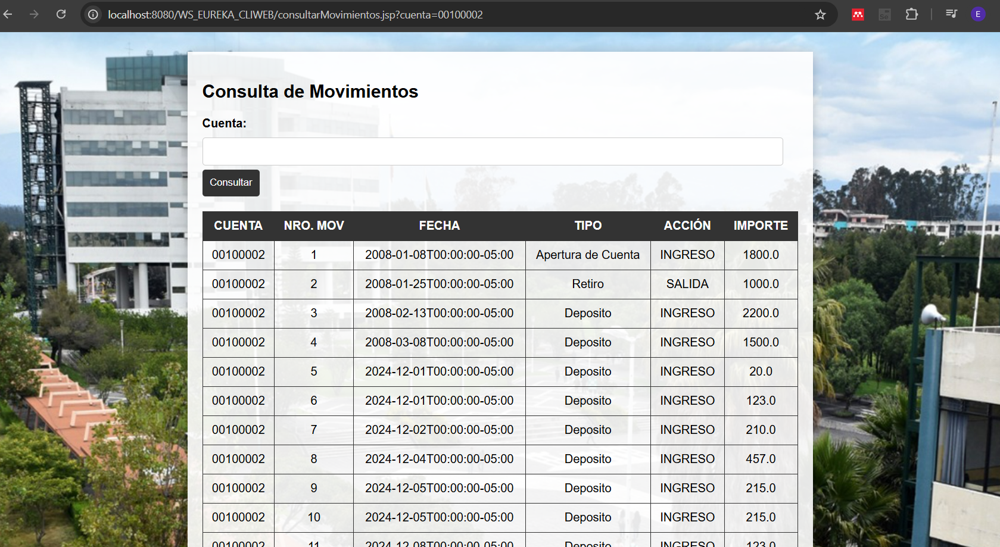 localhost:8080/WS_EUREKA_CLIWEB/consultarMovimientos.jsp?cuenta=00100002
E
Consulta de Movimientos
Cuenta:
Consultar
CUENTA NRO. MOV FECHA TIPO ACCIÓN IMPORTE
00100002 1 2008-01-08T00:00:00-05:00 Apertura de Cuenta INGRESO 1800.0
00100002 2 2008-01-25T00:00:00-05:00 Retiro SALIDA 1000.0
00100002 3 2008-02-13T00:00:00-05:00 Deposito INGRESO 2200.0
00100002 4 2008-03-08T00:00:00-05:00 Deposito INGRESO 1500.0
00100002 5 2024-12-01T00:00:00-05:00 Deposito INGRESO 20.0
00100002 6 2024-12-01T00:00:00-05:00 Deposito INGRESO 123.0
00100002 7 2024-12-02T00:00:00-05:00 Deposito INGRESO 210.0
00100002 8 2024-12-04T00:00:00-05:00 Deposito INGRESO 457.0
00100002 9 2024-12-05T00:00:00-05:00 Deposito INGRESO 215.0
00100002 10 2024-12-05T00:00:00-05:00 Deposito INGRESO 215.0
00100002 11 2024-12-08T00:00:00-05:00 Deposito INGRESO 123.0